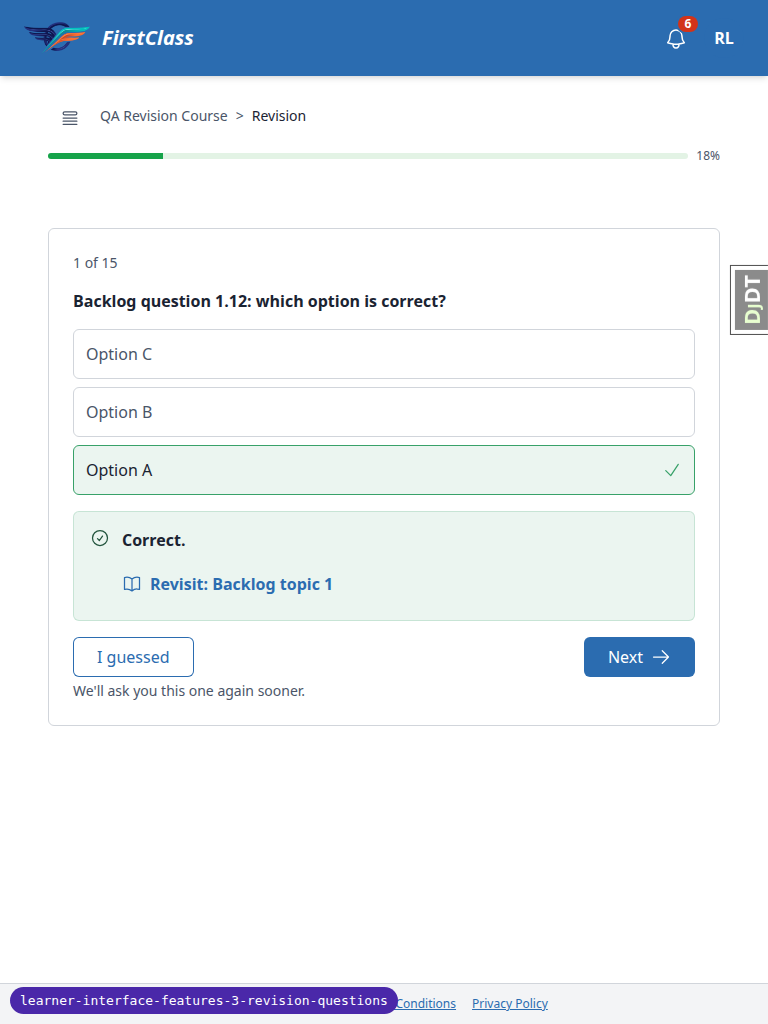 FirstClass
6
RL
QA Revision Course > Revision
18%
1 of 15
Backlog question 1.12: which option is correct?
Option C
Option B
Option A
Correct.
Revisit: Backlog topic 1
I guessed
Next
We'll ask you this one again sooner.
DJDT
learner-interface-features-3-revision-questions
Conditions
Privacy Policy